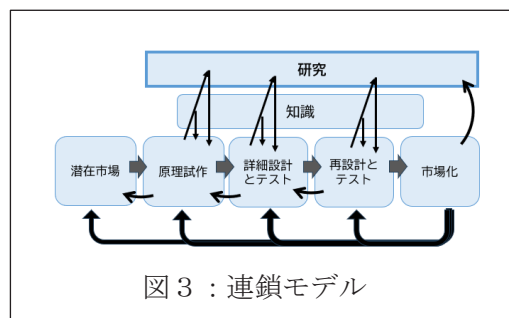 研究
知識
潜在市場
原理試作
詳細設計
とテスト
再設計と
テスト
市場化
図3：連鎖モデル